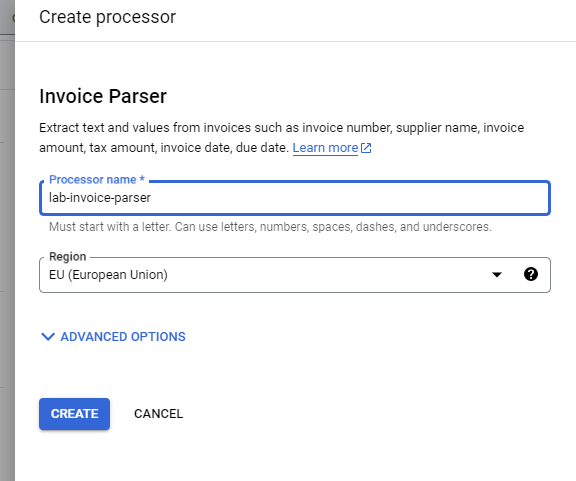 Create processor
Invoice Parser
Extract text and values from invoices such as invoice number, supplier name, invoice
amount, tax amount, invoice date, due date. Learn more
Processor name *
lab-invoice-parser
Must start with a letter. Can use letters, numbers, spaces, dashes, and underscores.
Region
EU (European Union)
ADVANCED OPTIONS
CREATE CANCEL